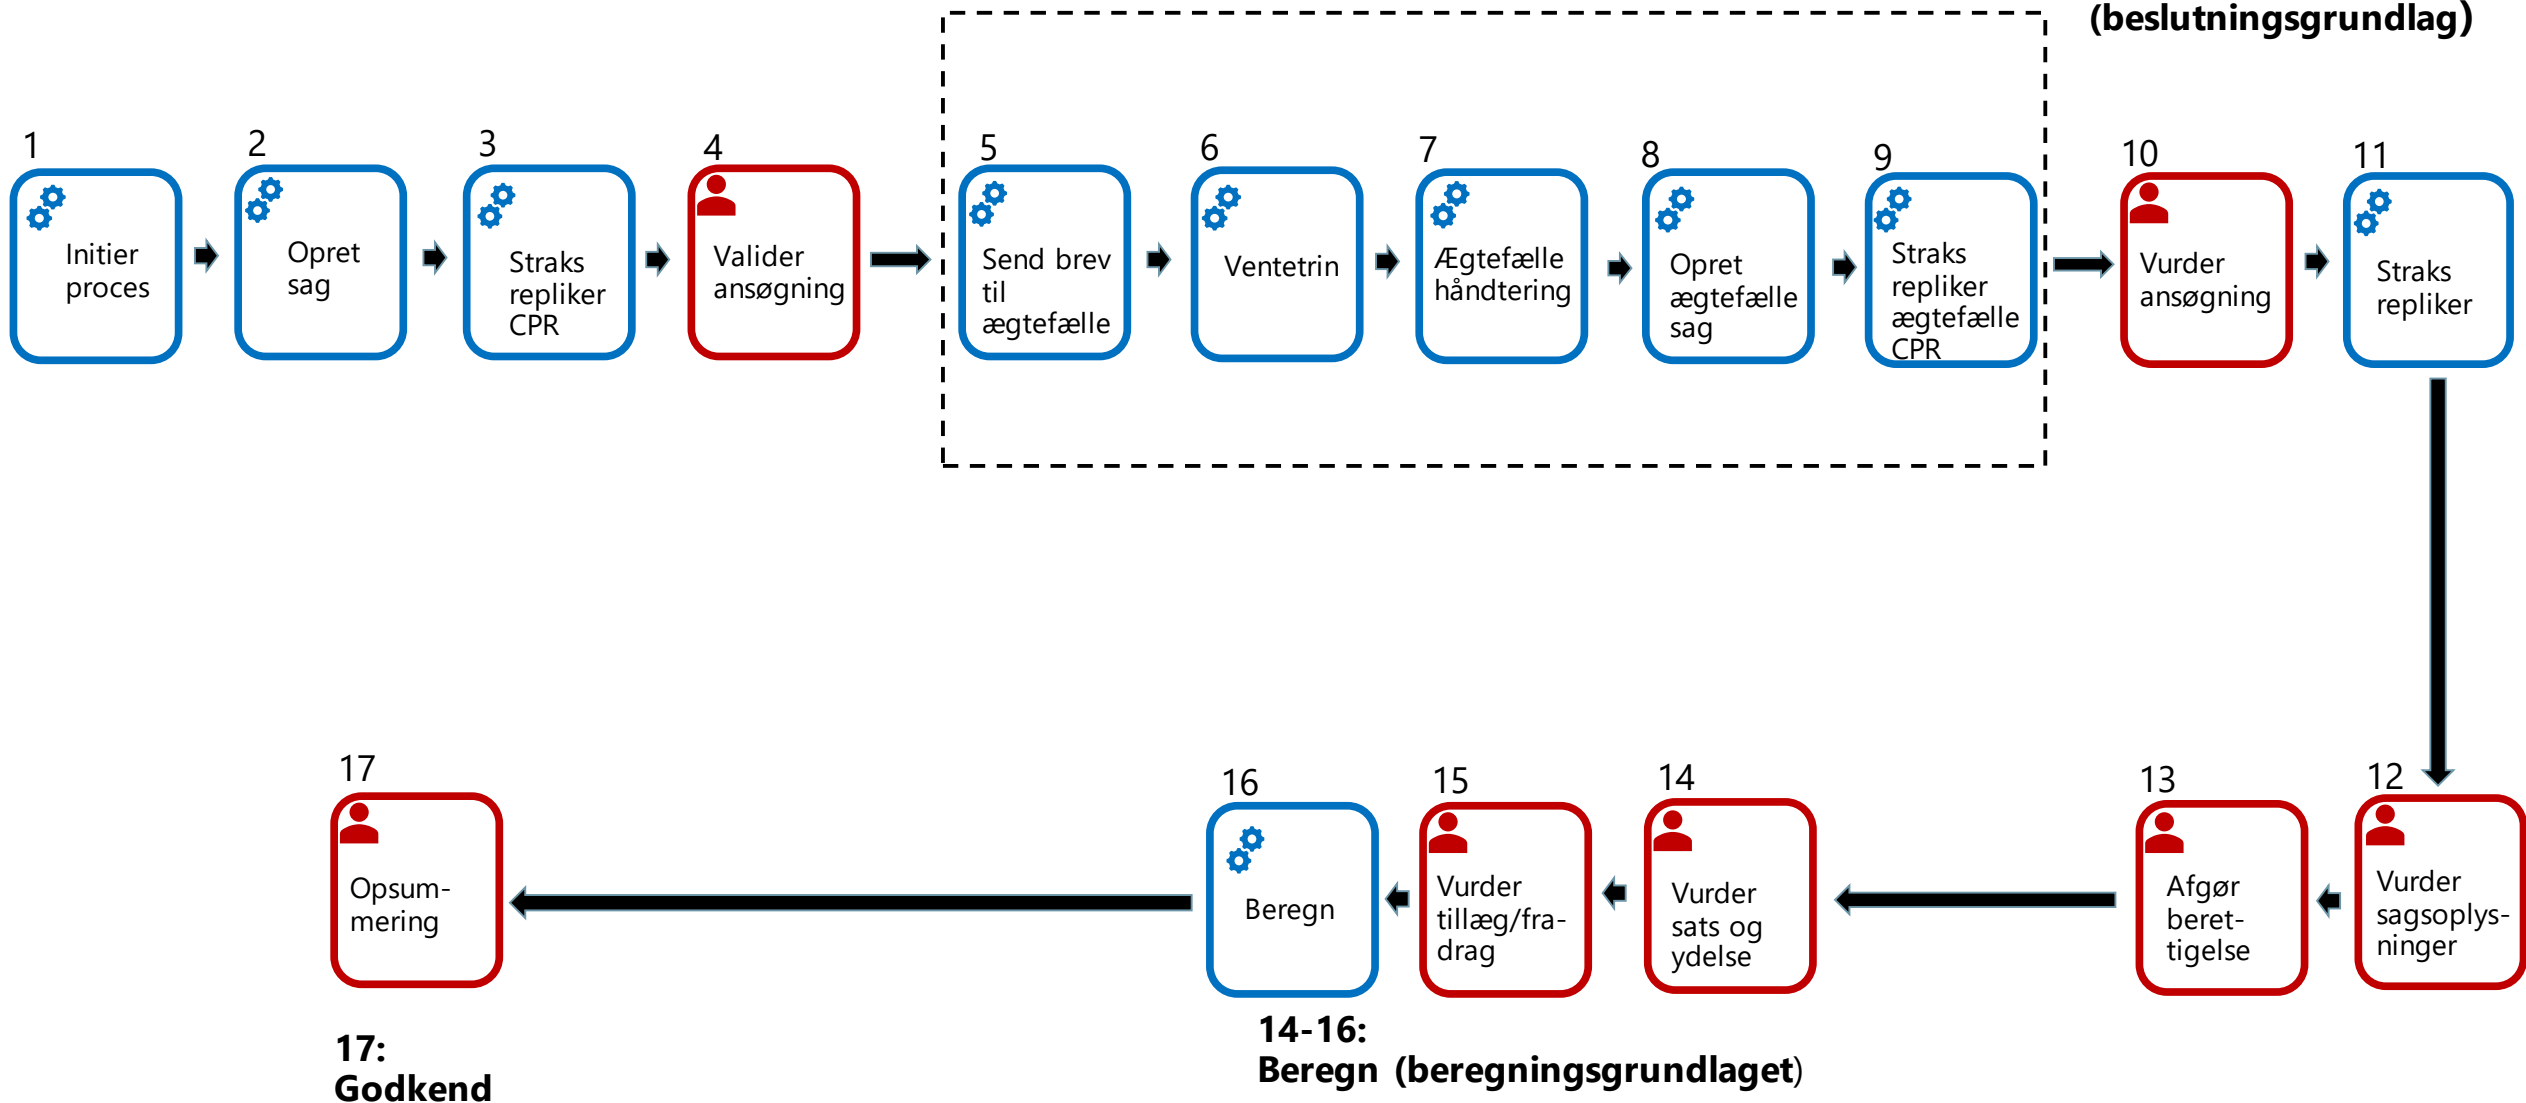 (beslutningsgrundlag)
1
Initier
proces
2
Opret
sag
3
Straks
repliker
CPR
4
Valider
ansøgning
5
Send brev
til
ægtefælle
6
Ventetrin
7
Ægtefælle
håndtering
8
Opret
ægtefælle
sag
9
Straks
repliker
ægtefælle
CPR
10
Vurder
ansøgning
11
Straks
repliker
12
Vurder
sagsoplys-
ninger
13
Afgør
beret-
tigelse
14
Vurder
sats og
ydelse
15
Vurder
tillæg/fra-
drag
16
Beregn
17
Opsum-
mering
14-16:
Beregn (beregningsgrundlaget)
17:
Godkend